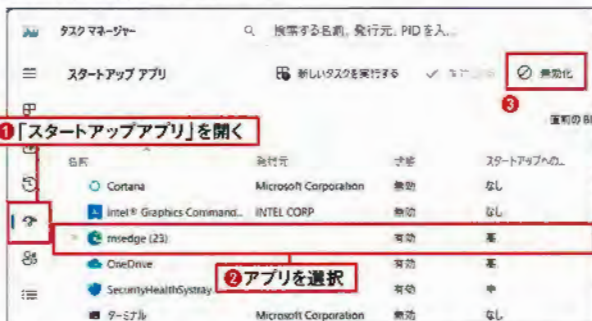 タスク マネージャー
検索する名前、発行元、PID を入...
スタートアップ アプリ
新しいタスクを実行する
無効化
❸
❶「スタートアップアプリ」を開く
直前の BI
名前
発行元
状態
スタートアップへの...
Cortana
Microsoft Corporation
無効
なし
Intel® Graphics Command...
INTEL CORP
無効
なし
msedge (23)
有効
高
OneDrive
❷アプリを選択
有効
高
SecurityHealthSystray
有効
中
ターミナル
Microsoft Corporation
無効
なし